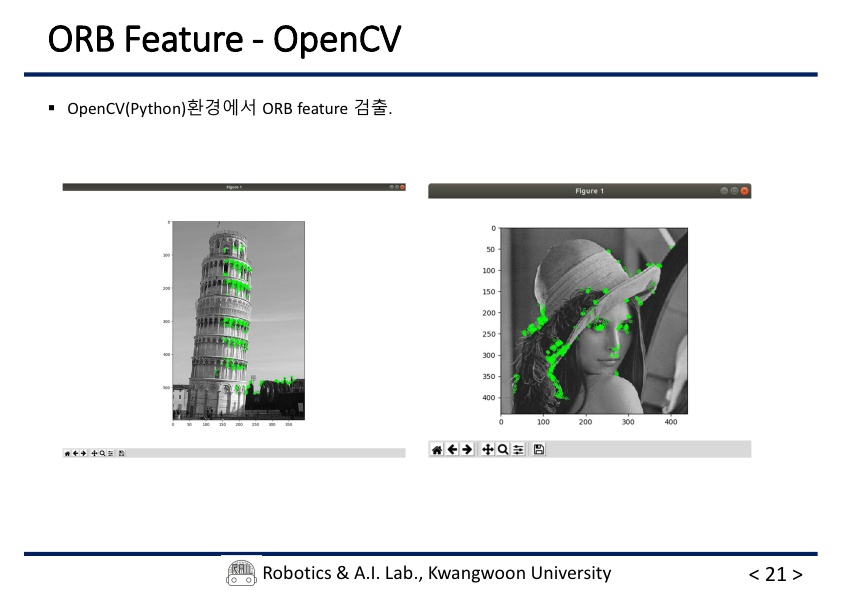 ORB Feature - OpenCV
▪ OpenCV(Python)환경에서 ORB feature 검출.
Figure 1
0
100
200
300
400
500
0 50 100 150 200 250 300 350
Figure 1
0
50
100
150
200
250
300
350
400
0 100 200 300 400
RAIL
Robotics & A.I. Lab., Kwangwoon University
< 21 >